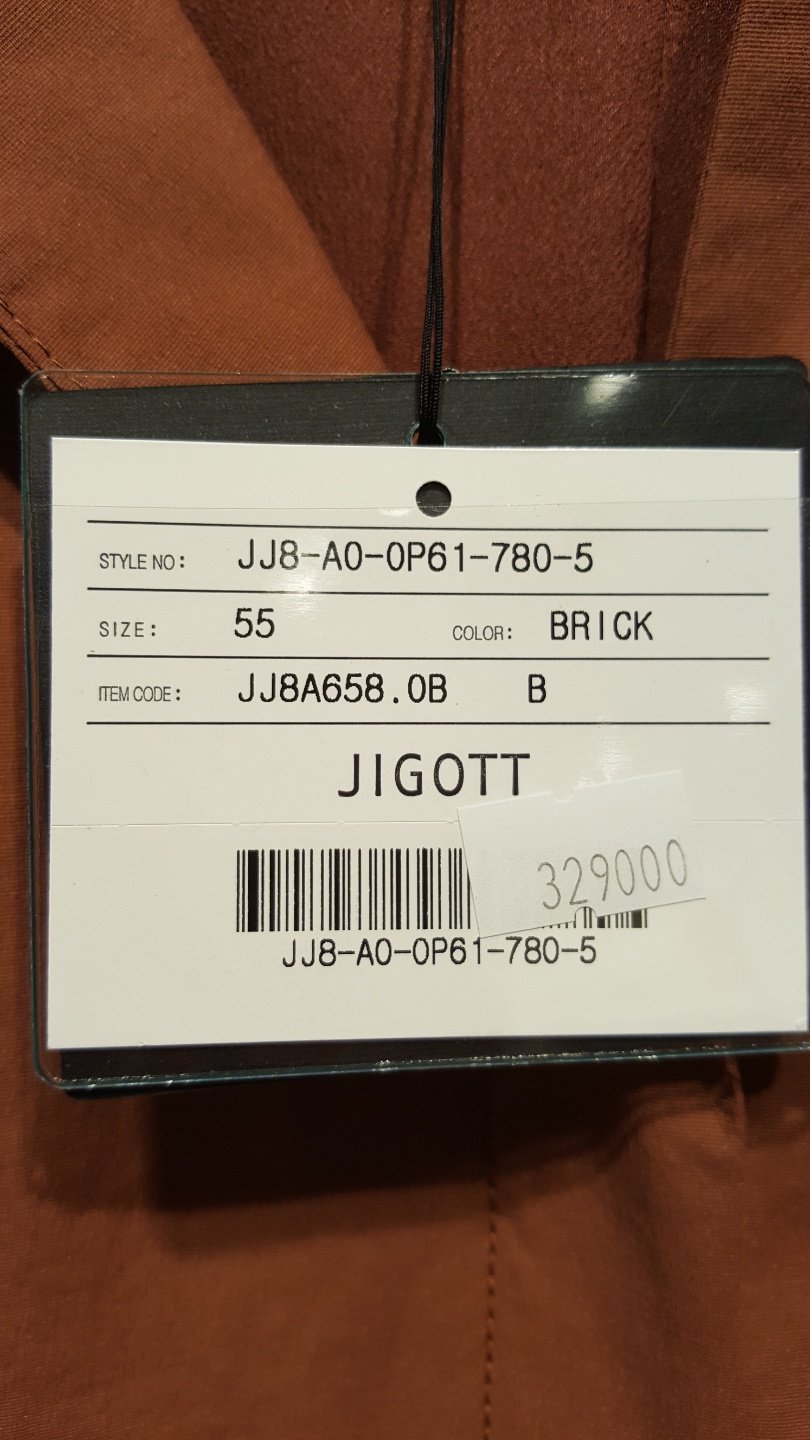 STYLE NO: JJ8-A0-0P61-780-5
SIZE: 55 COLOR: BRICK
ITEM CODE: JJ8A658.0B B
JIGOTT
329000
JJ8-A0-0P61-780-5